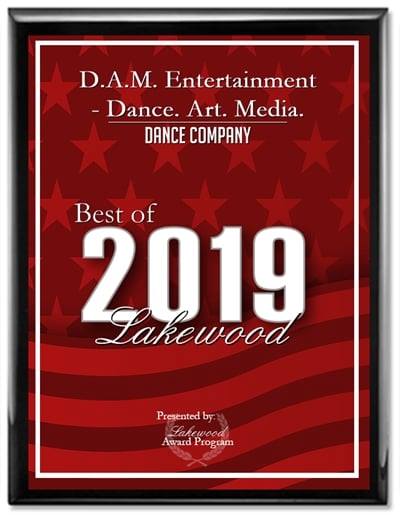 D.A.M. Entertainment
- Dance. Art. Media.
DANCE COMPANY
Best of
2019
Lakewood
Presented by:
Lakewood
Award Program